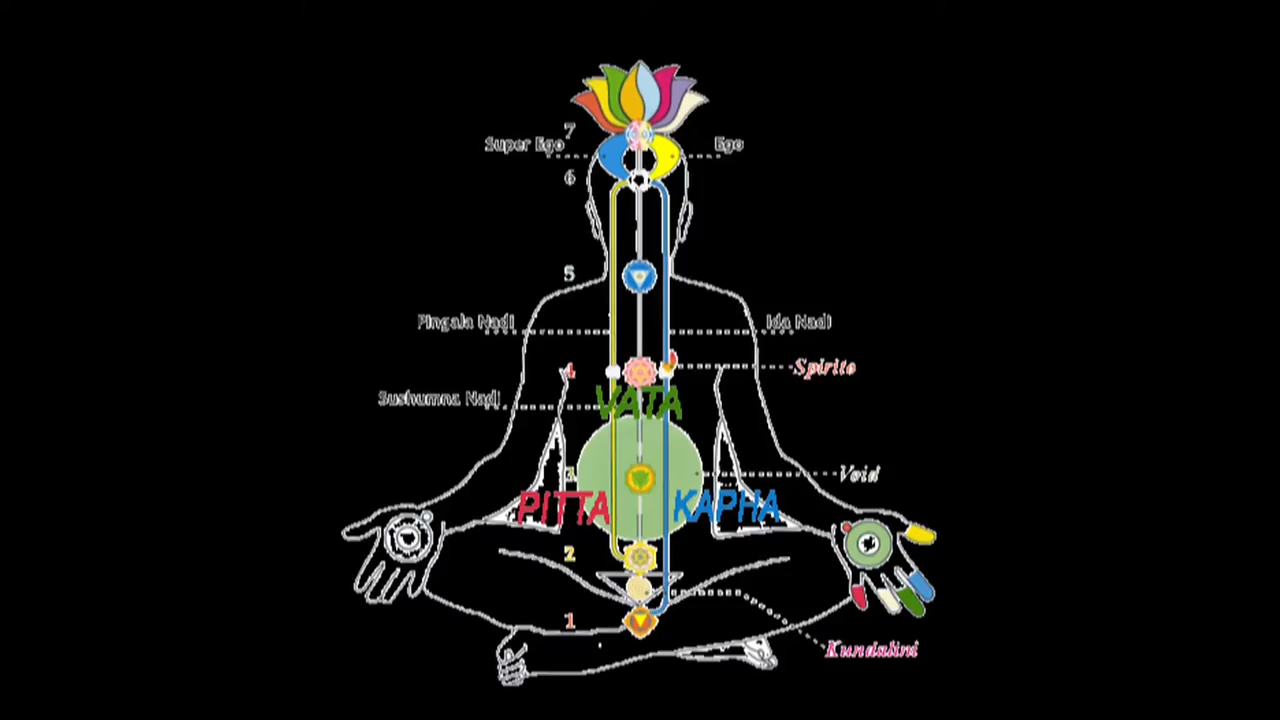 7
Super Ego
Ego
6
5
Pingala Nadi
Ida Nadi
4
Spirito
Sushumna Nadi
VATA
3
Void
PITTA
KAPHA
2
1
Kundalini